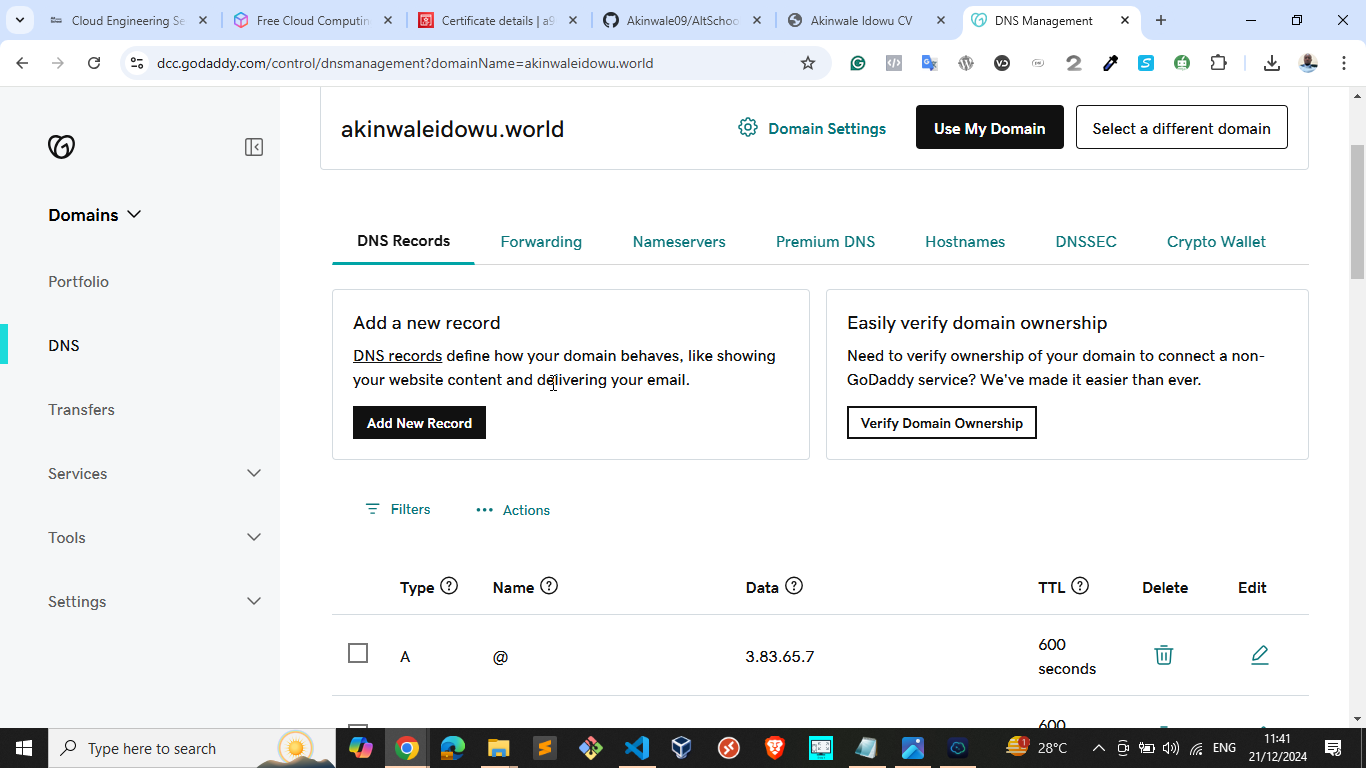 Cloud Engineering Se
Free Cloud Computin
Certificate details | a9
Akinwale09/AltSchoo
Akinwale Idowu CV
DNS Management
dcc.godaddy.com/control/dnsmanagement?domainName=akinwaleidowu.world
akinwaleidowu.world
Domain Settings
Use My Domain
Select a different domain
Domains
Portfolio
DNS
Transfers
Services
Tools
Settings
DNS Records
Forwarding
Nameservers
Premium DNS
Hostnames
DNSSEC
Crypto Wallet
Add a new record
DNS records define how your domain behaves, like showing
your website content and delivering your email.
Add New Record
Easily verify domain ownership
Need to verify ownership of your domain to connect a non-
GoDaddy service? We've made it easier than ever.
Verify Domain Ownership
Filters
Actions
Type
Name
Data
TTL
Delete
Edit
A
@
3.83.65.7
600
seconds
600
Type here to search
1
28°C
ENG
11:41
21/12/2024